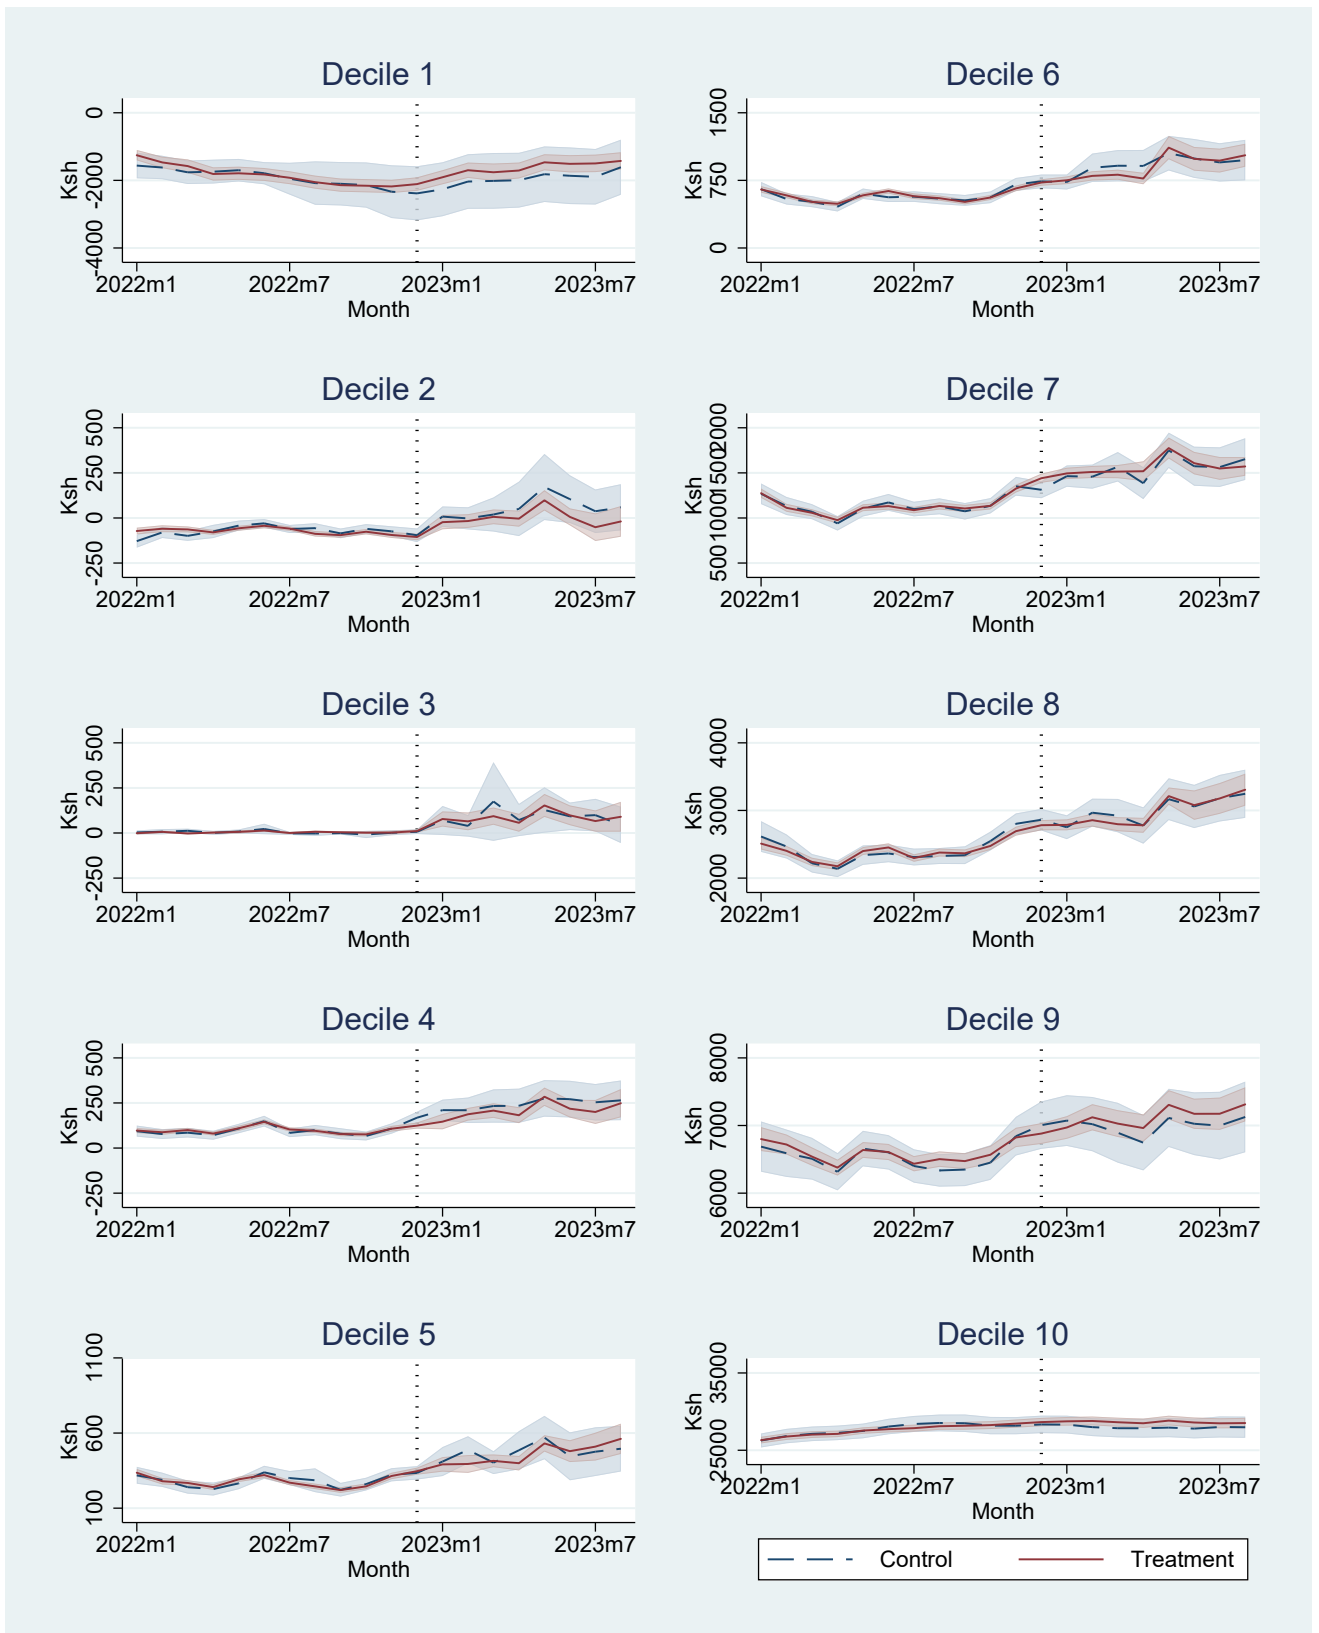 Decile 1
0
-2000
-4000
Ksh
2022m1 2022m7 2023m1 2023m7
Month
Decile 6
1500
750
0
Ksh
2022m1 2022m7 2023m1 2023m7
Month
Decile 2
500
250
0
-250
Ksh
2022m1 2022m7 2023m1 2023m7
Month
Decile 7
2000
1500
1000
500
Ksh
2022m1 2022m7 2023m1 2023m7
Month
Decile 3
500
250
0
-250
Ksh
2022m1 2022m7 2023m1 2023m7
Month
Decile 8
4000
3000
2000
Ksh
2022m1 2022m7 2023m1 2023m7
Month
Decile 4
500
250
0
-250
Ksh
2022m1 2022m7 2023m1 2023m7
Month
Decile 9
8000
7000
6000
Ksh
2022m1 2022m7 2023m1 2023m7
Month
Decile 5
1100
600
100
Ksh
2022m1 2022m7 2023m1 2023m7
Month
Decile 10
35000
25000
Ksh
2022m1 2022m7 2023m1 2023m7
Month
Control Treatment